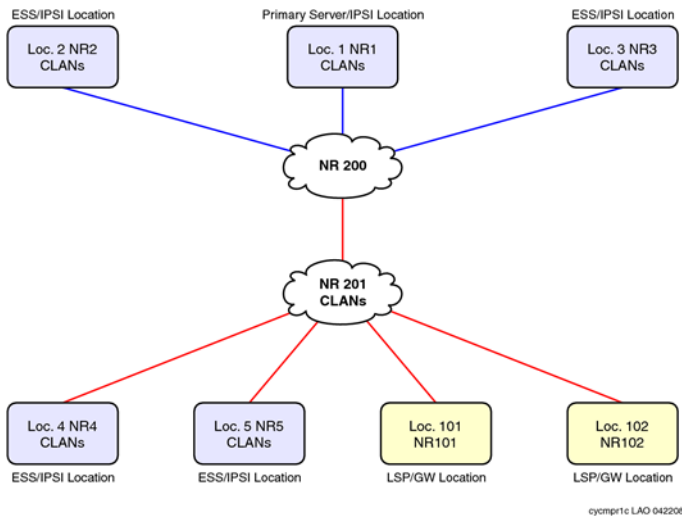 ESS/IPSI Location
Primary Server/IPSI Location
ESS/IPSI Location
Loc. 2 NR2
CLANs
Loc. 1 NR1
CLANs
Loc. 3 NR3
CLANs
NR 200
NR 201
CLANs
Loc. 4 NR4
CLANs
Loc. 5 NR5
CLANs
Loc. 101
NR101
Loc. 102
NR102
ESS/IPSI Location
ESS/IPSI Location
LSP/GW Location
LSP/GW Location
cycmpr1c LAO 042208